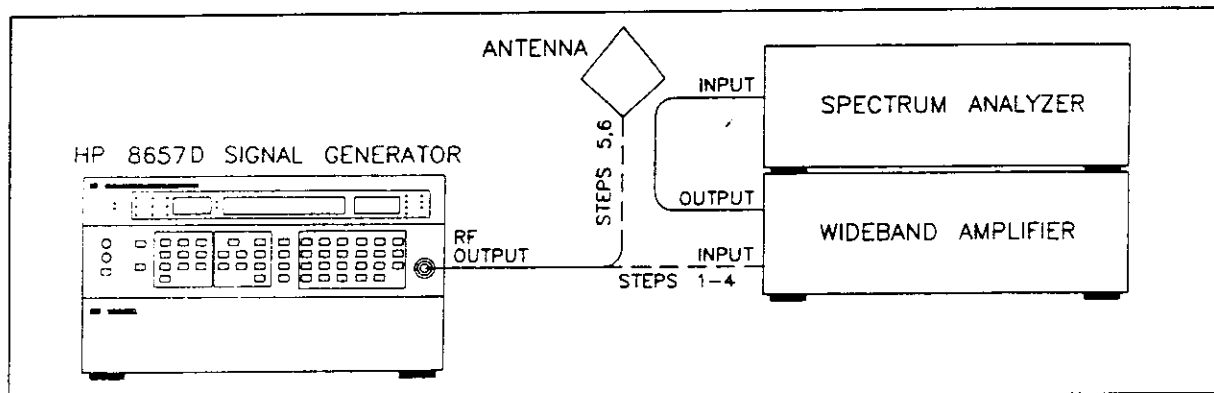 ANTENNA
INPUT
SPECTRUM ANALYZER
STEPS 5,6
HP 8657D SIGNAL GENERATOR
OUTPUT
WIDEBAND AMPLIFIER
RF
OUTPUT
INPUT
STEPS 1-4